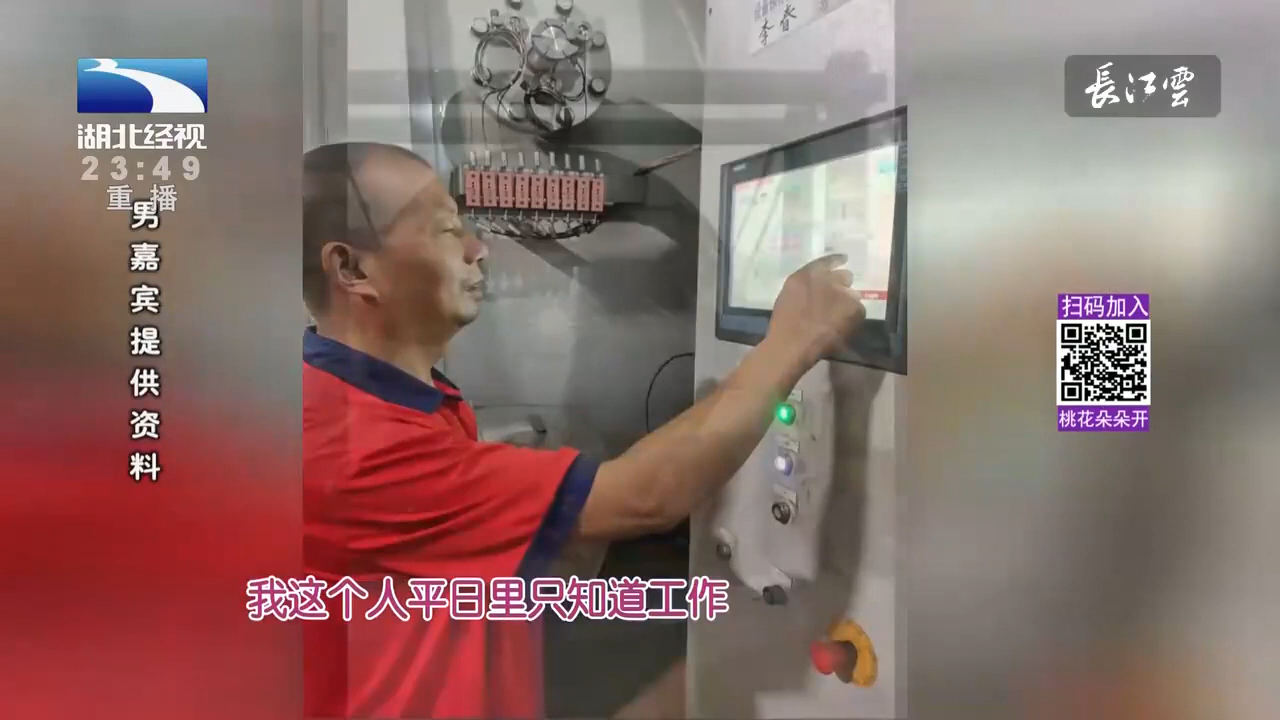 湖北经视
23:49
重播
男嘉宾提供资料
長江雲
李春
扫码加入
桃花朵朵开
我这个人平日里只知道工作